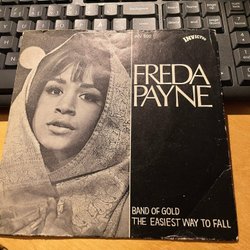 Invictus
FREDA
PAYNE
BAND OF GOLD
THE EASIEST WAY TO FALL